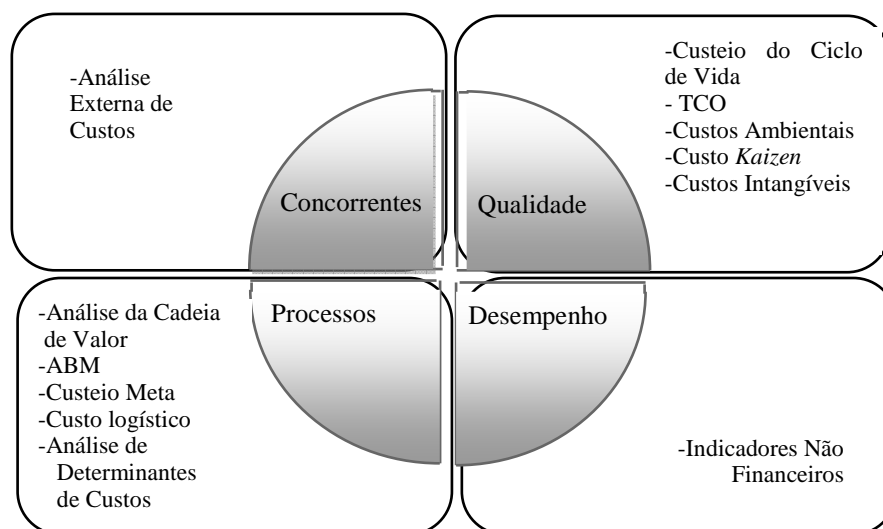 -Análise
Externa de
Custos
Concorrentes
-Custeio do Ciclo
de Vida
- TCO
-Custos Ambientais
-Custo Kaizen
-Custos Intangíveis
Qualidade
-Análise da Cadeia
de Valor
-ABM
-Custeio Meta
-Custo logístico
-Análise de
Determinantes
de Custos
Processos
Desempenho
-Indicadores Não
Financeiros